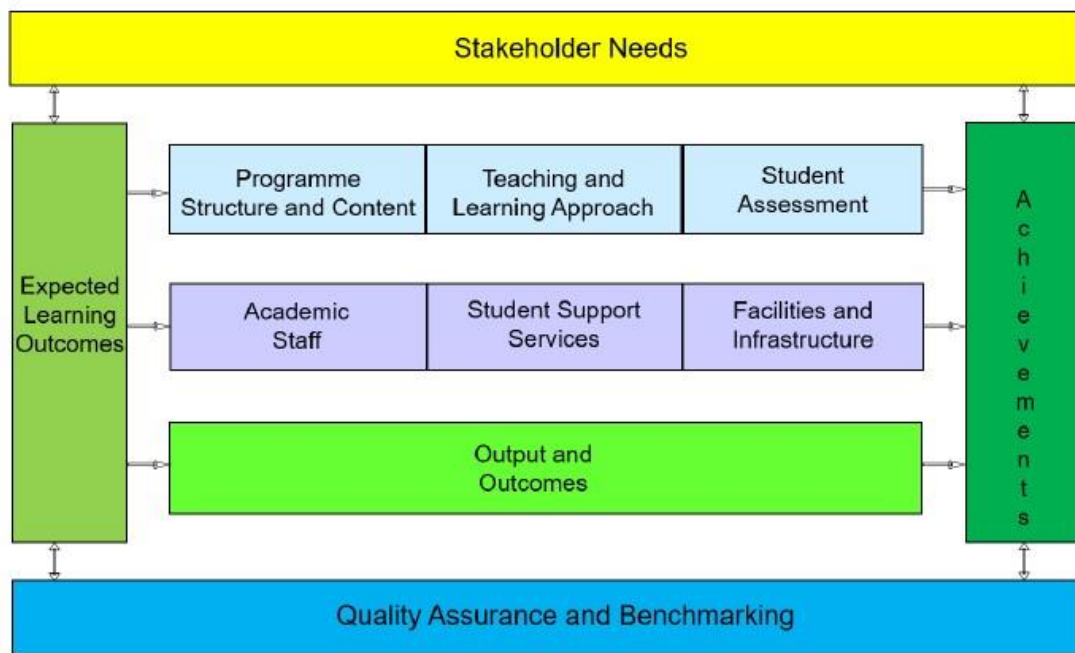 Stakeholder Needs
Programme
Structure and Content
Teaching and
Learning Approach
Student
Assessment
Expected
Learning
Outcomes
Academic
Staff
Student Support
Services
Facilities and
Infrastructure
Output and
Outcomes
Achievements
Quality Assurance and Benchmarking